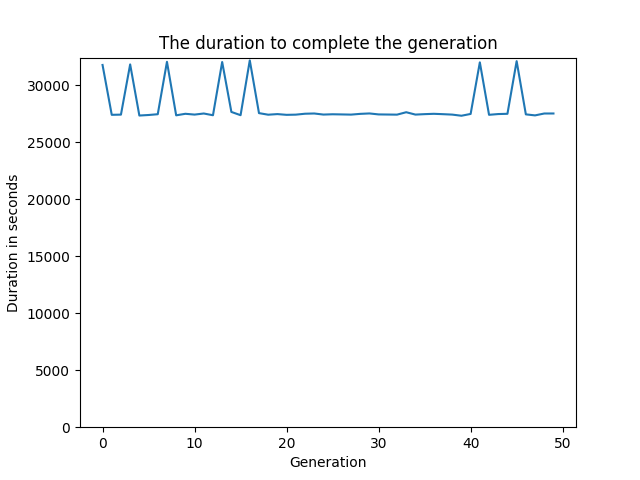 The duration to complete the generation
30000
25000
20000
15000
10000
5000
0
Duration in seconds
0 10 20 30 40 50
Generation